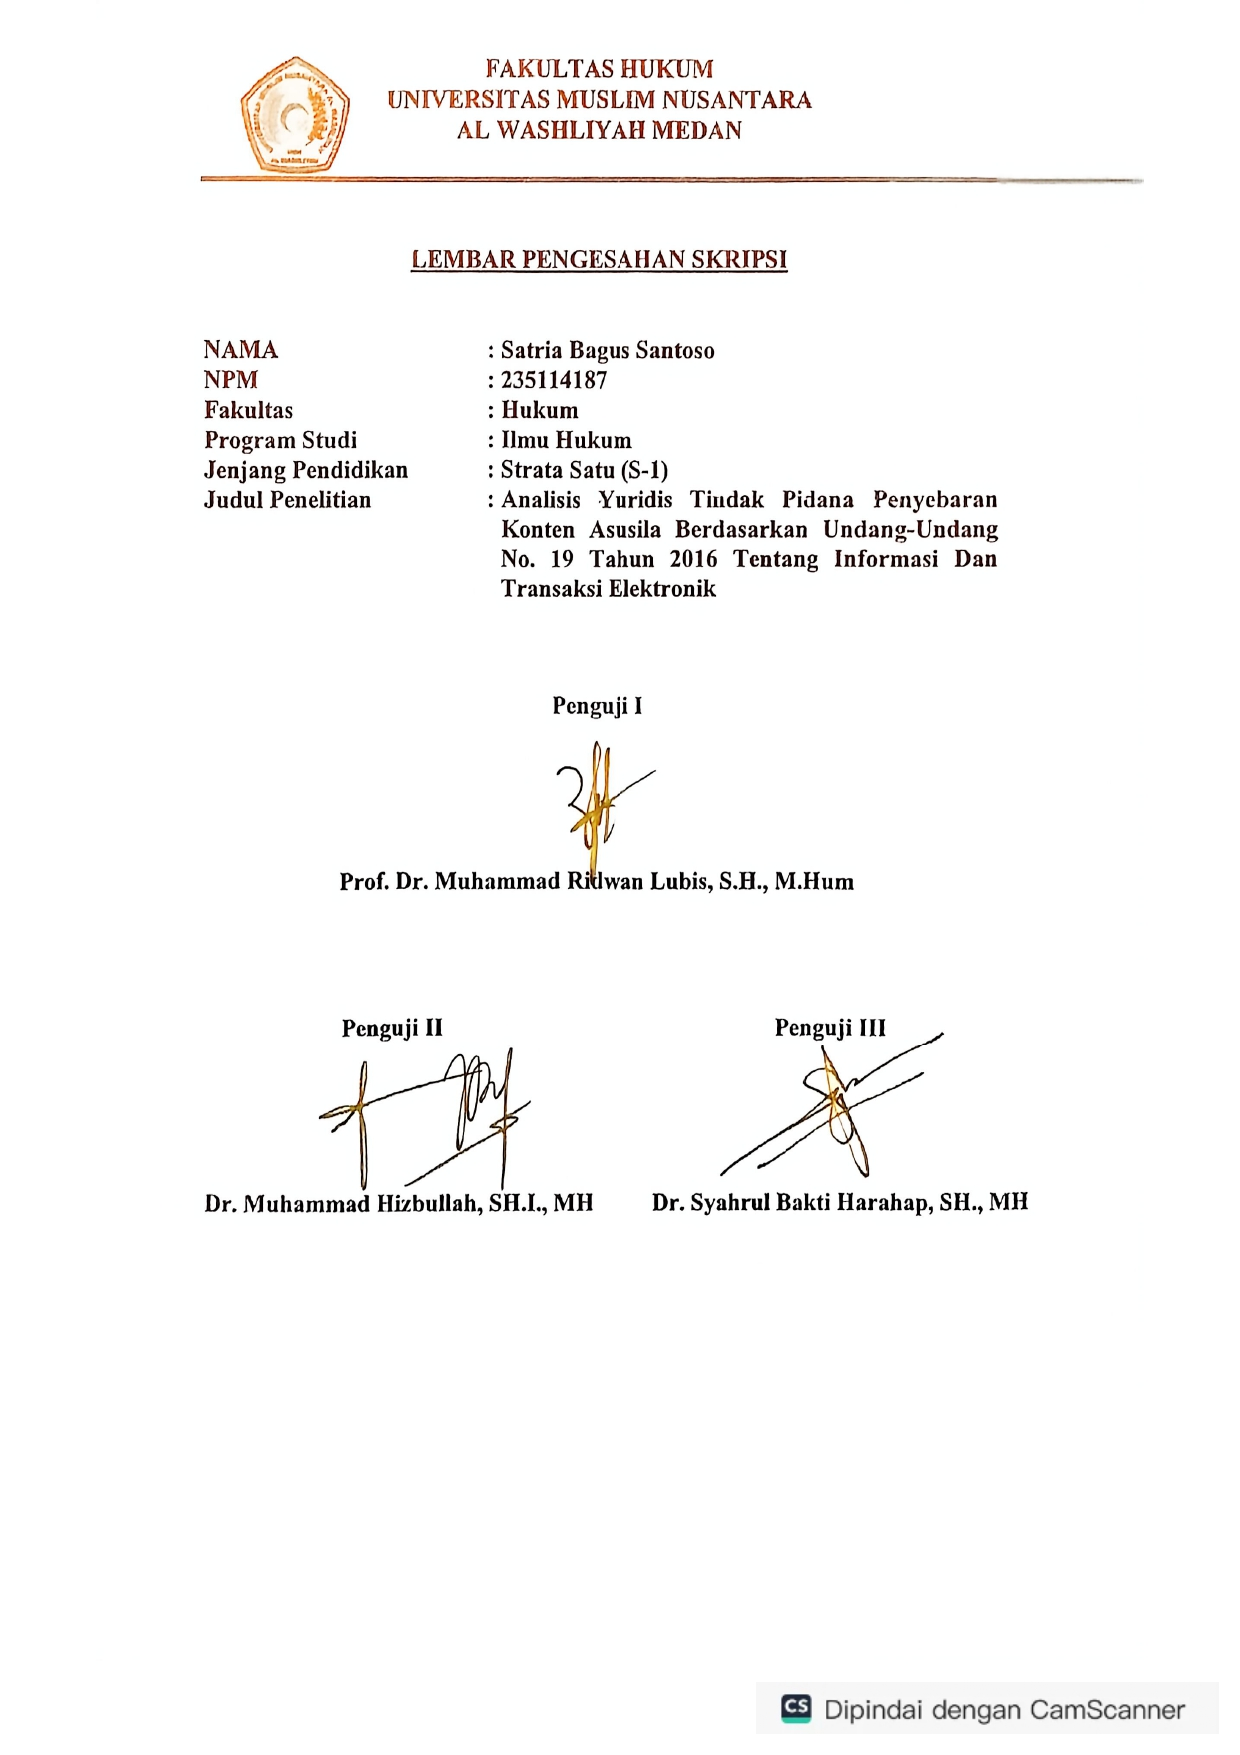 FAKULTAS HUKUM
UNIVERSITAS MUSLIM NUSANTARA
AL WASHLIYAH MEDAN
LEMBAR PENGESAHAN SKRIPSI
NAMA : Satria Bagus Santoso
NPM : 235114187
Fakultas : Hukum
Program Studi : Ilmu Hukum
Jenjang Pendidikan : Strata Satu (S-1)
Judul Penelitian : Analisis Yuridis Tindak Pidana Penyebaran
Konten Asusila Berdasarkan Undang-Undang
No. 19 Tahun 2016 Tentang Informasi Dan
Transaksi Elektronik
Penguji I
Prof. Dr. Muhammad Ridwan Lubis, S.H., M.Hum
Penguji II Penguji III
Dr. Muhammad Hizbullah, SH.I., MH Dr. Syahrul Bakti Harahap, SH., MH
CS Dipindai dengan CamScanner